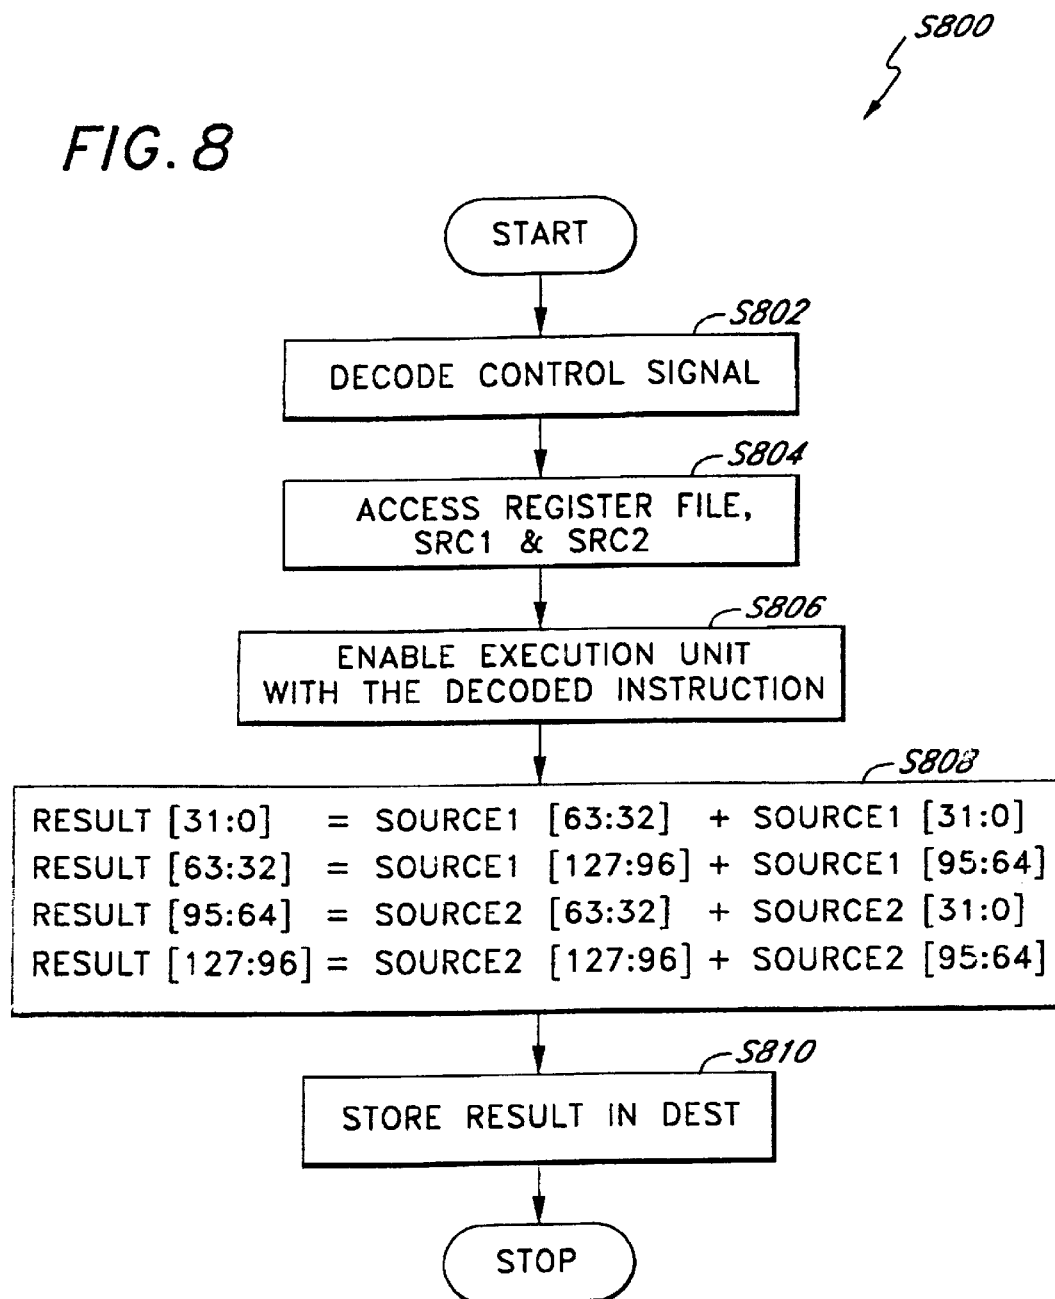 S800
FIG. 8
START
S802
DECODE CONTROL SIGNAL
S804
ACCESS REGISTER FILE,
SRC1 & SRC2
S806
ENABLE EXECUTION UNIT
WITH THE DECODED INSTRUCTION
S808
RESULT [31:0] = SOURCE1 [63:32] + SOURCE1 [31:0]
RESULT [63:32] = SOURCE1 [127:96] + SOURCE1 [95:64]
RESULT [95:64] = SOURCE2 [63:32] + SOURCE2 [31:0]
RESULT [127:96] = SOURCE2 [127:96] + SOURCE2 [95:64]
S810
STORE RESULT IN DEST
STOP